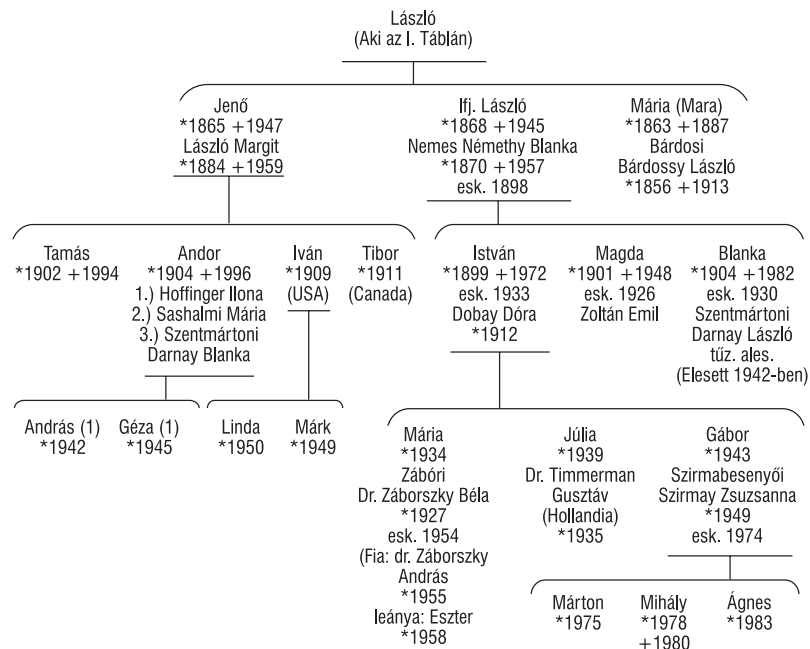 László
(Aki az I. Táblán)
Jenő
*1865 +1947
László Margit
*1884 +1959
Ifj. László
*1868 +1945
Nemes Némethy Blanka
*1870 +1957
esk. 1898
Mária (Mara)
*1863 +1887
Bárdosi
Bárdossy László
*1856 +1913
Tamás
*1902 +1994
Andor
*1904 +1996
1.) Hoffinger Ilona
2.) Sashalmi Mária
3.) Szentmártoni
Darnay Blanka
Iván
*1909
(USA)
Tibor
*1911
(Canada)
István
*1899 +1972
esk. 1933
Dobay Dóra
*1912
Magda
*1901 +1948
esk. 1926
Zoltán Emil
Blanka
*1904 +1982
esk. 1930
Szentmártoni
Darnay László
tűz. ales.
(Elesett 1942-ben)
András (1)
*1942
Géza (1)
*1945
Linda
*1950
Márk
*1949
Mária
*1934
Zábóri
Dr. Záborszky Béla
*1927
esk. 1954
(Fia: dr. Záborszky
András
*1955
leánya: Eszter
*1958
Júlia
*1939
Dr. Timmerman
Gusztáv
(Hollandia)
*1935
Gábor
*1943
Szirmabesenyői
Szirmay Zsuzsanna
*1949
esk. 1974
Márton
*1975
Mihály
*1978
+1980
Ágnes
*1983